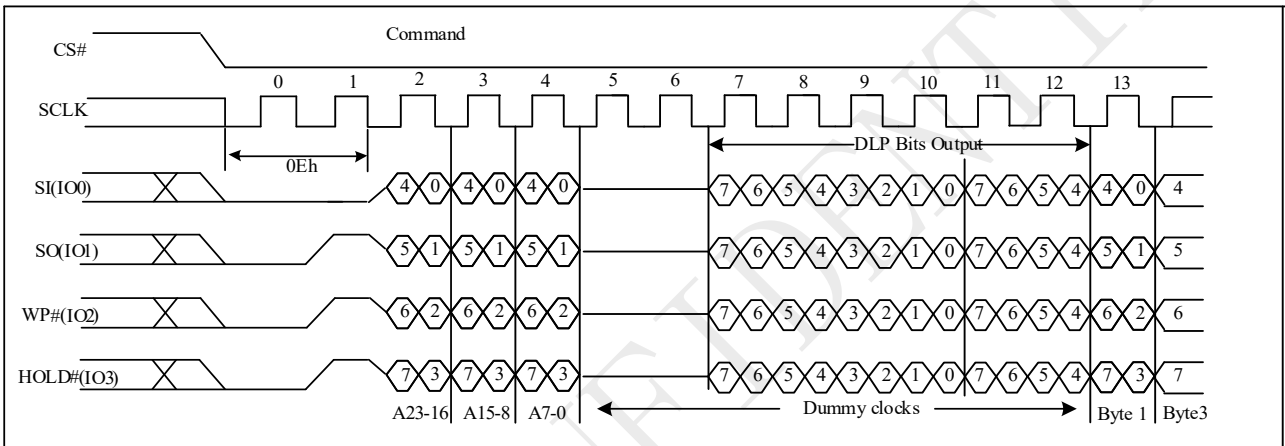 Command
CS#
0 1 2 3 4 5 6 7 8 9 10 11 12 13
SCLK
0Eh
DLP Bits Output
SI(IO0) 4 0 4 0 4 0 7 6 5 4 3 2 1 0 7 6 5 4 4 0 4
SO(IO1) 5 1 5 1 5 1 7 6 5 4 3 2 1 0 7 6 5 4 5 1 5
WP#(IO2) 6 2 6 2 6 2 7 6 5 4 3 2 1 0 7 6 5 4 6 2 6
HOLD#(IO3) 7 3 7 3 7 3 7 6 5 4 3 2 1 0 7 6 5 4 7 3 7
A23-16 A15-8 A7-0 Dummy clocks Byte 1 Byte3